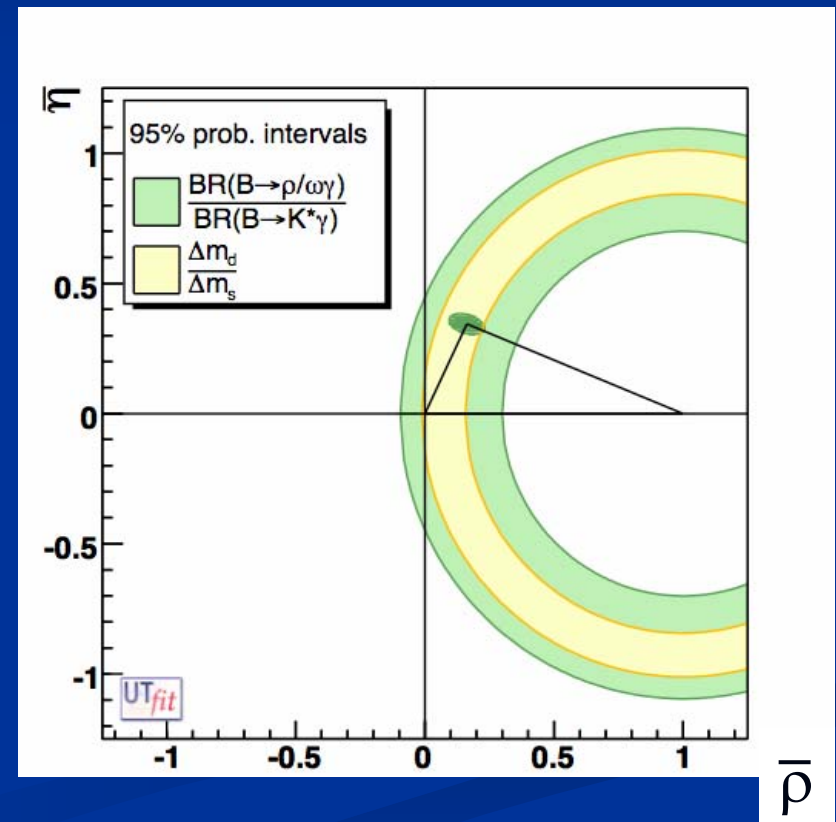 η̅
95% prob. intervals
BR(B→ρ/ωγ)
BR(B→K*γ)
Δm_d
Δm_s
1
0.5
0
-0.5
-1
UTfit
-1 -0.5 0 0.5 1
ρ̅